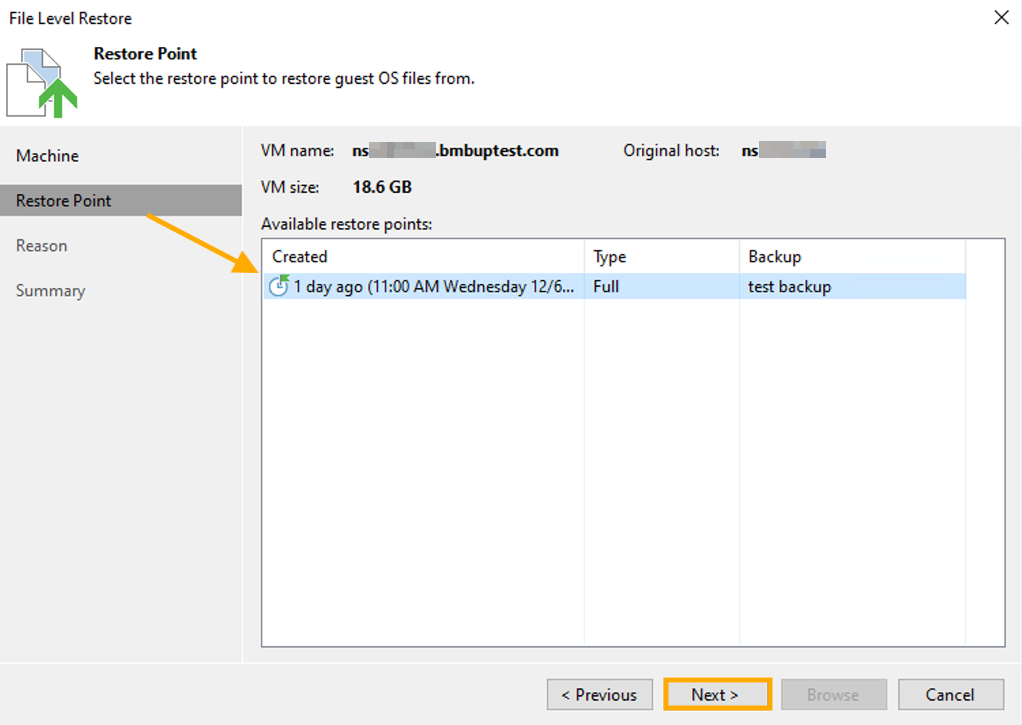 File Level Restore
Restore Point
Select the restore point to restore guest OS files from.
Machine
Restore Point
Reason
Summary
VM name: ns .bmbuptest.com Original host: ns
VM size: 18.6 GB
Available restore points:
Created Type Backup
1 day ago (11:00 AM Wednesday 12/6... Full test backup
< Previous Next > Browse Cancel